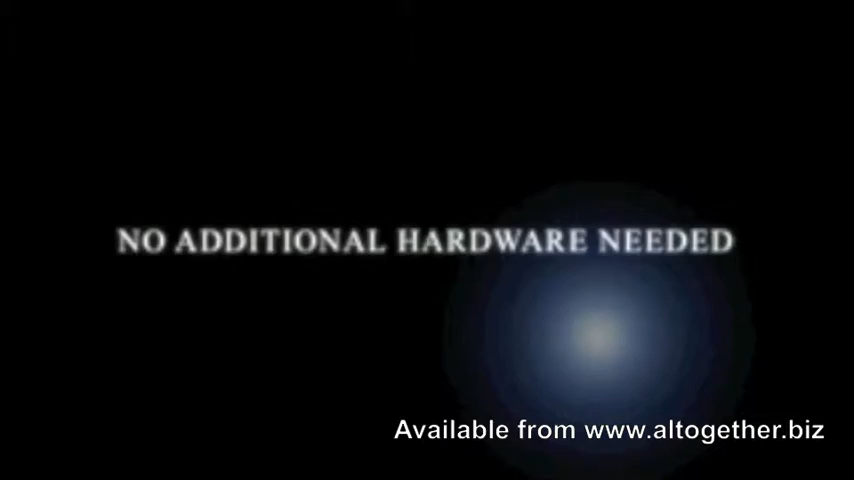 NO ADDITIONAL HARDWARE NEEDED
Available from www.altogether.biz